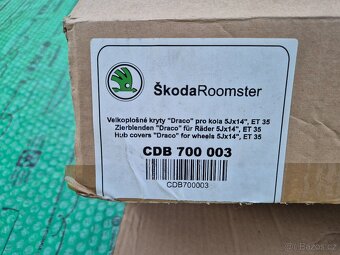 ŠkodaRoomster
Velkoplošné kryty "Draco" pro kola 5Jx14", ET 35
Zierblenden "Draco" für Räder 5Jx14", ET 35
Hub covers "Draco" for wheels 5Jx14", ET 35
CDB 700 003
CDB700003